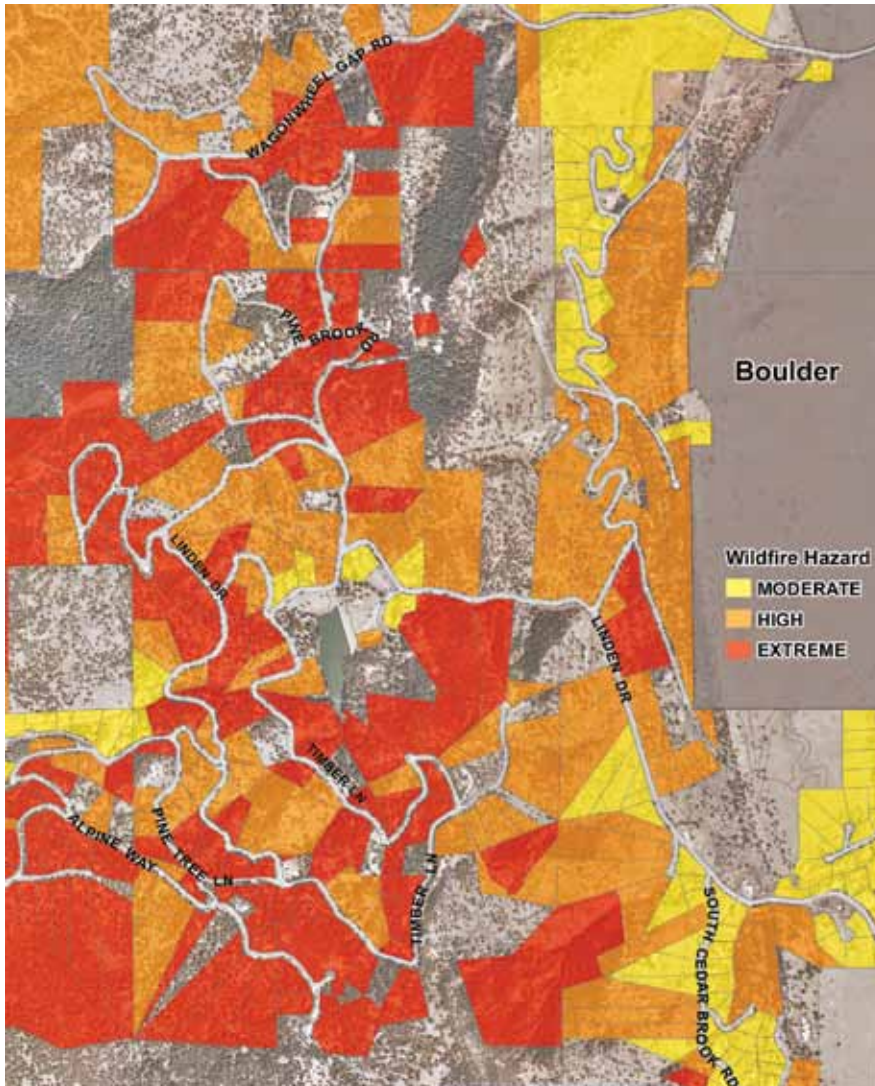 WAGONWHEEL GAP RD
PINE BROOK RD
Boulder
Wildfire Hazard
MODERATE
HIGH
EXTREME
LINDEN DR
LINDEN DR
TIMBER LN
PINE TREE LN
ALPINE WAY
TIMBER LN
SOUTH CEDAR BROOK RD